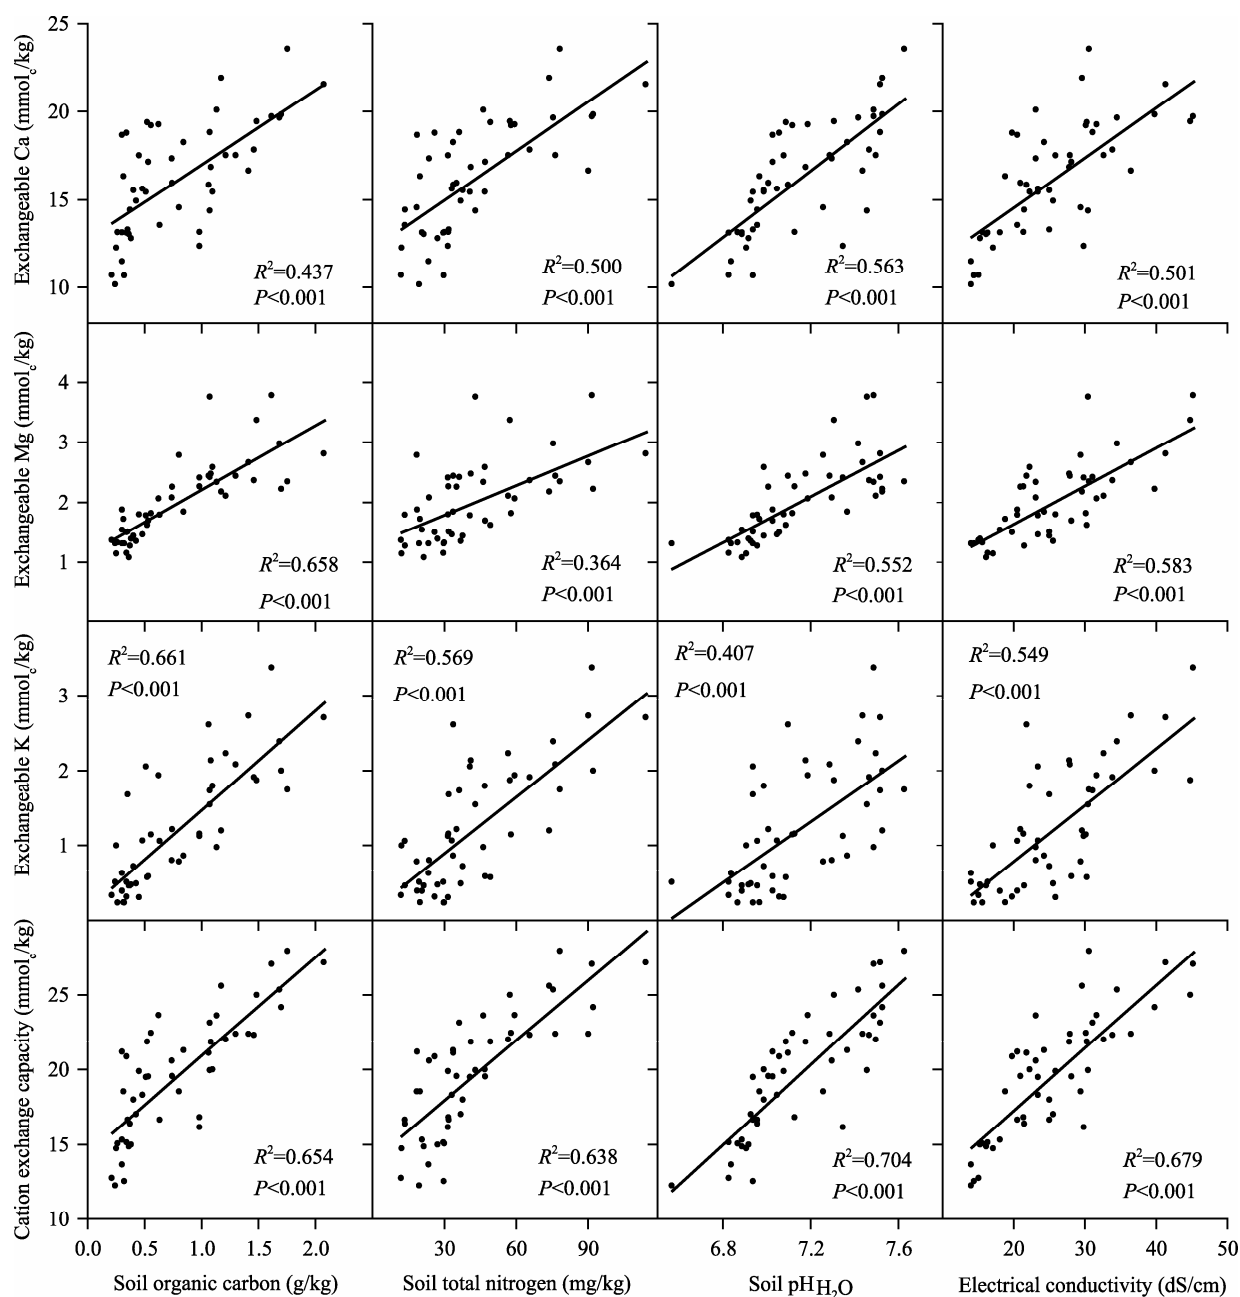 Exchangeable Ca (mmolc/kg)
25
20
15
10
R2=0.437
P<0.001
R2=0.500
P<0.001
R2=0.563
P<0.001
R2=0.501
P<0.001
Exchangeable Mg (mmolc/kg)
4
3
2
1
R2=0.658
P<0.001
R2=0.364
P<0.001
R2=0.552
P<0.001
R2=0.583
P<0.001
Exchangeable K (mmolc/kg)
3
2
1
R2=0.661
P<0.001
R2=0.569
P<0.001
R2=0.407
P<0.001
R2=0.549
P<0.001
Cation exchange capacity (mmolc/kg)
25
20
15
10
R2=0.654
P<0.001
R2=0.638
P<0.001
R2=0.704
P<0.001
R2=0.679
P<0.001
0.0 0.5 1.0 1.5 2.0
30 60 90
6.8 7.2 7.6
20 30 40 50
Soil organic carbon (g/kg)
Soil total nitrogen (mg/kg)
Soil pHH2O
Electrical conductivity (dS/cm)